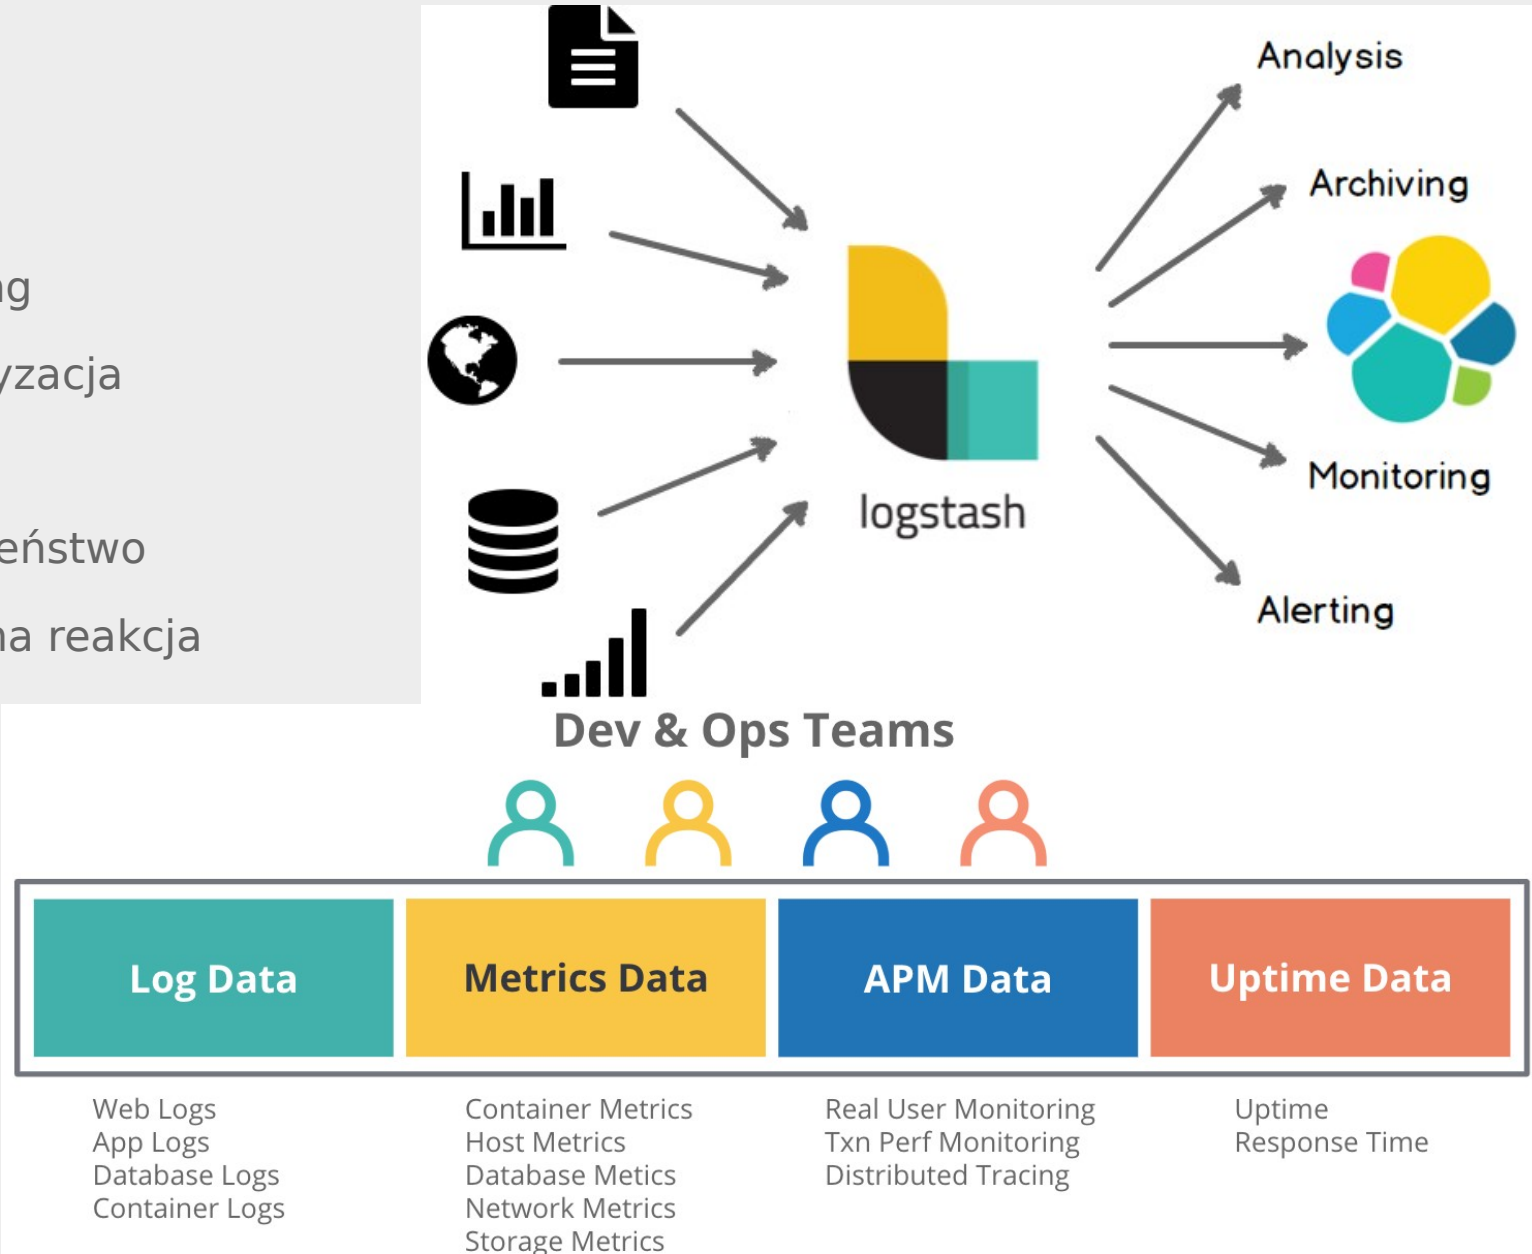 ng
yzacja
eństwo
na reakcja
Analysis
Archiving
logstash
Monitoring
Alerting
Dev & Ops Teams
Log Data
Metrics Data
APM Data
Uptime Data
Web Logs
App Logs
Database Logs
Container Logs
Container Metrics
Host Metrics
Database Metics
Network Metrics
Storage Metrics
Real User Monitoring
Txn Perf Monitoring
Distributed Tracing
Uptime
Response Time